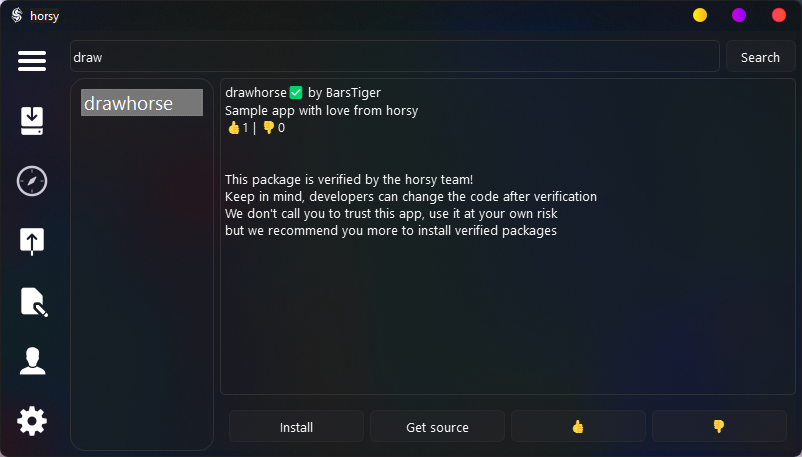 horsy
draw
Search
drawhorse
drawhorse✅ by BarsTiger
Sample app with love from horsy
👍1 | 👎0
This package is verified by the horsy team!
Keep in mind, developers can change the code after verification
We don't call you to trust this app, use it at your own risk
but we recommend you more to install verified packages
Install
Get source
👍
👎